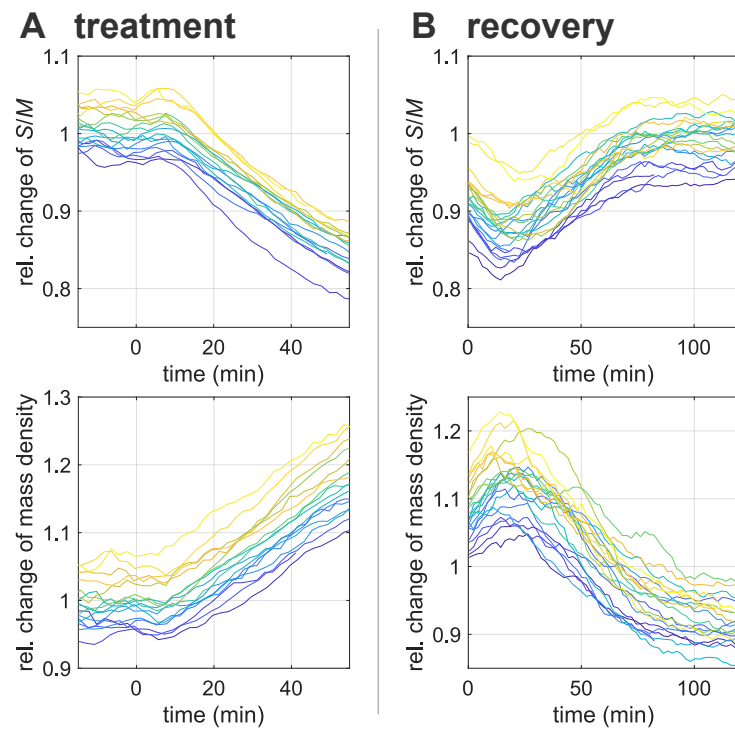 A treatment
B recovery
rel. change of S/M
1.1
1
0.9
0.8
0
20
40
time (min)
rel. change of S/M
1.1
1
0.9
0.8
0
50
100
time (min)
rel. change of mass density
1.3
1.2
1.1
1
0.9
0
20
40
time (min)
rel. change of mass density
1.2
1.1
1
0.9
0
50
100
time (min)